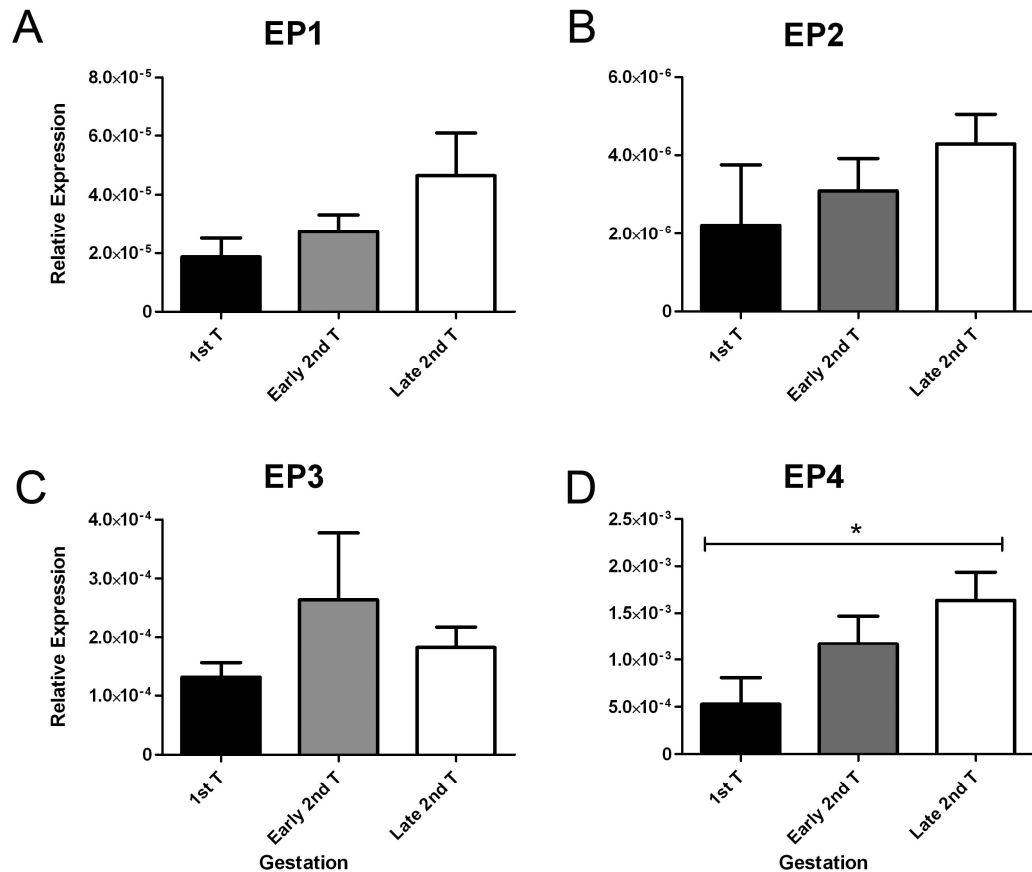 A
EP1
Relative Expression
8.0×10⁻⁵
6.0×10⁻⁵
4.0×10⁻⁵
2.0×10⁻⁵
0
1st T
Early 2nd T
Late 2nd T
B
EP2
6.0×10⁻⁶
4.0×10⁻⁶
2.0×10⁻⁶
0
1st T
Early 2nd T
Late 2nd T
C
EP3
Relative Expression
4.0×10⁻⁴
3.0×10⁻⁴
2.0×10⁻⁴
1.0×10⁻⁴
0
1st T
Early 2nd T
Late 2nd T
Gestation
D
EP4
2.5×10⁻³
2.0×10⁻³
1.5×10⁻³
1.0×10⁻³
5.0×10⁻⁴
0
*
1st T
Early 2nd T
Late 2nd T
Gestation